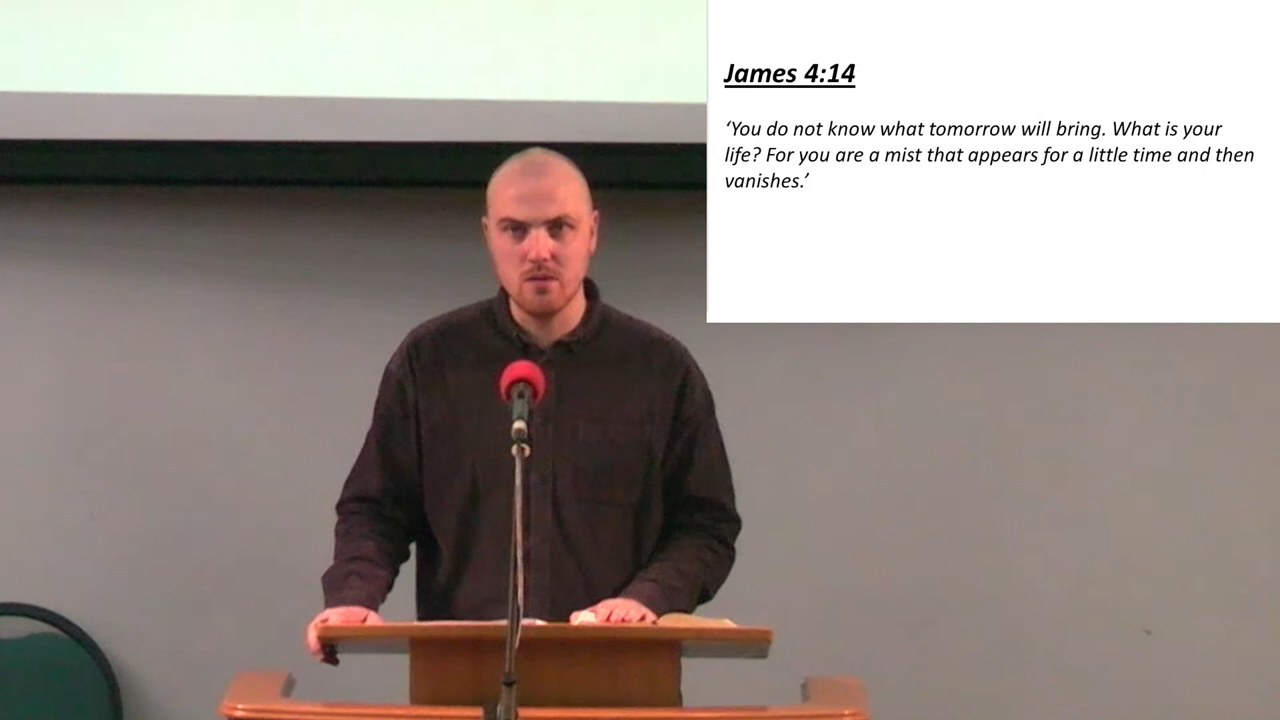 James 4:14
‘You do not know what tomorrow will bring. What is your
life? For you are a mist that appears for a little time and then
vanishes.’